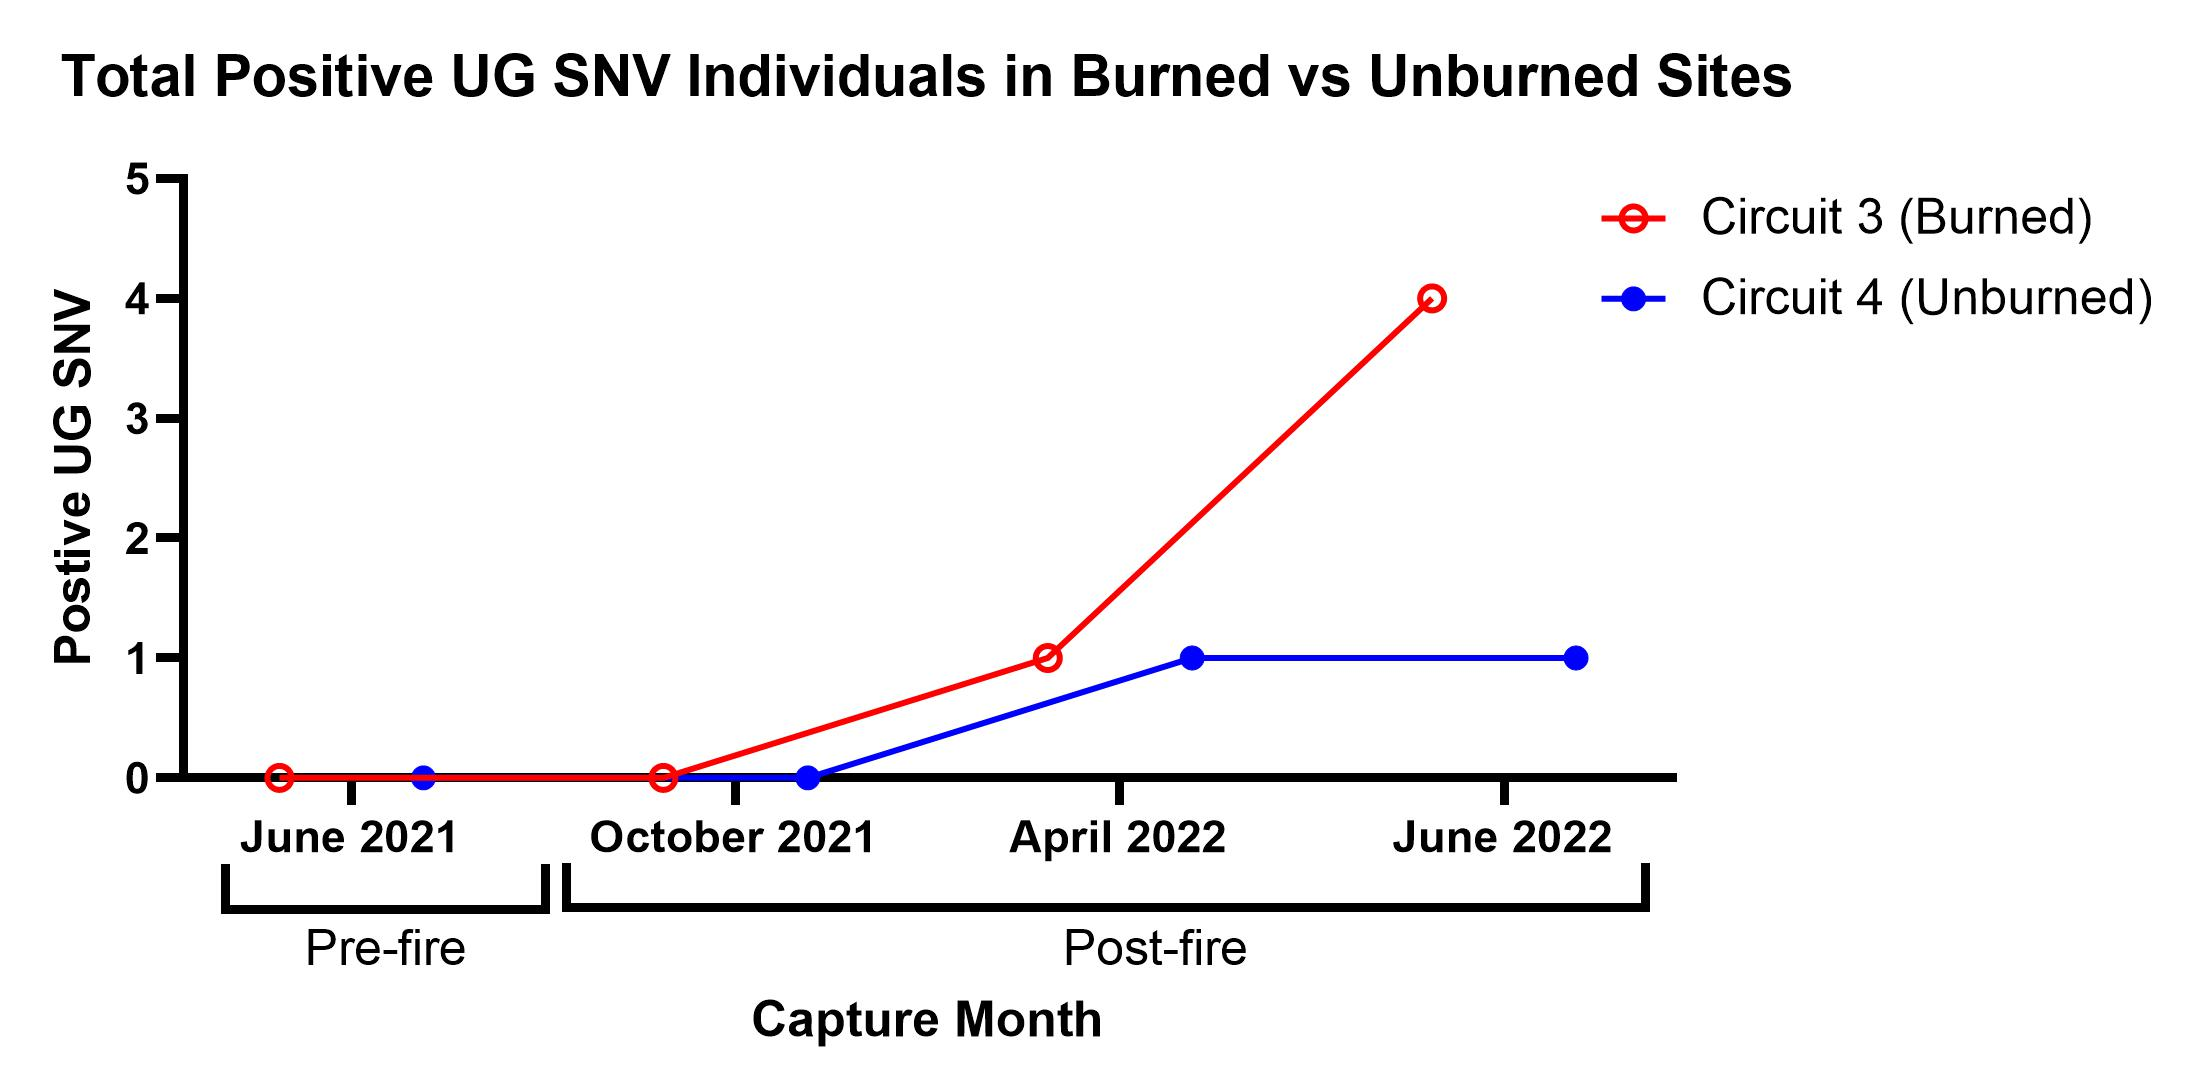 Total Positive UG SNV Individuals in Burned vs Unburned Sites
Circuit 3 (Burned)
Circuit 4 (Unburned)
Postive UG SNV
5
4
3
2
1
0
June 2021 October 2021 April 2022 June 2022
Pre-fire Post-fire
Capture Month